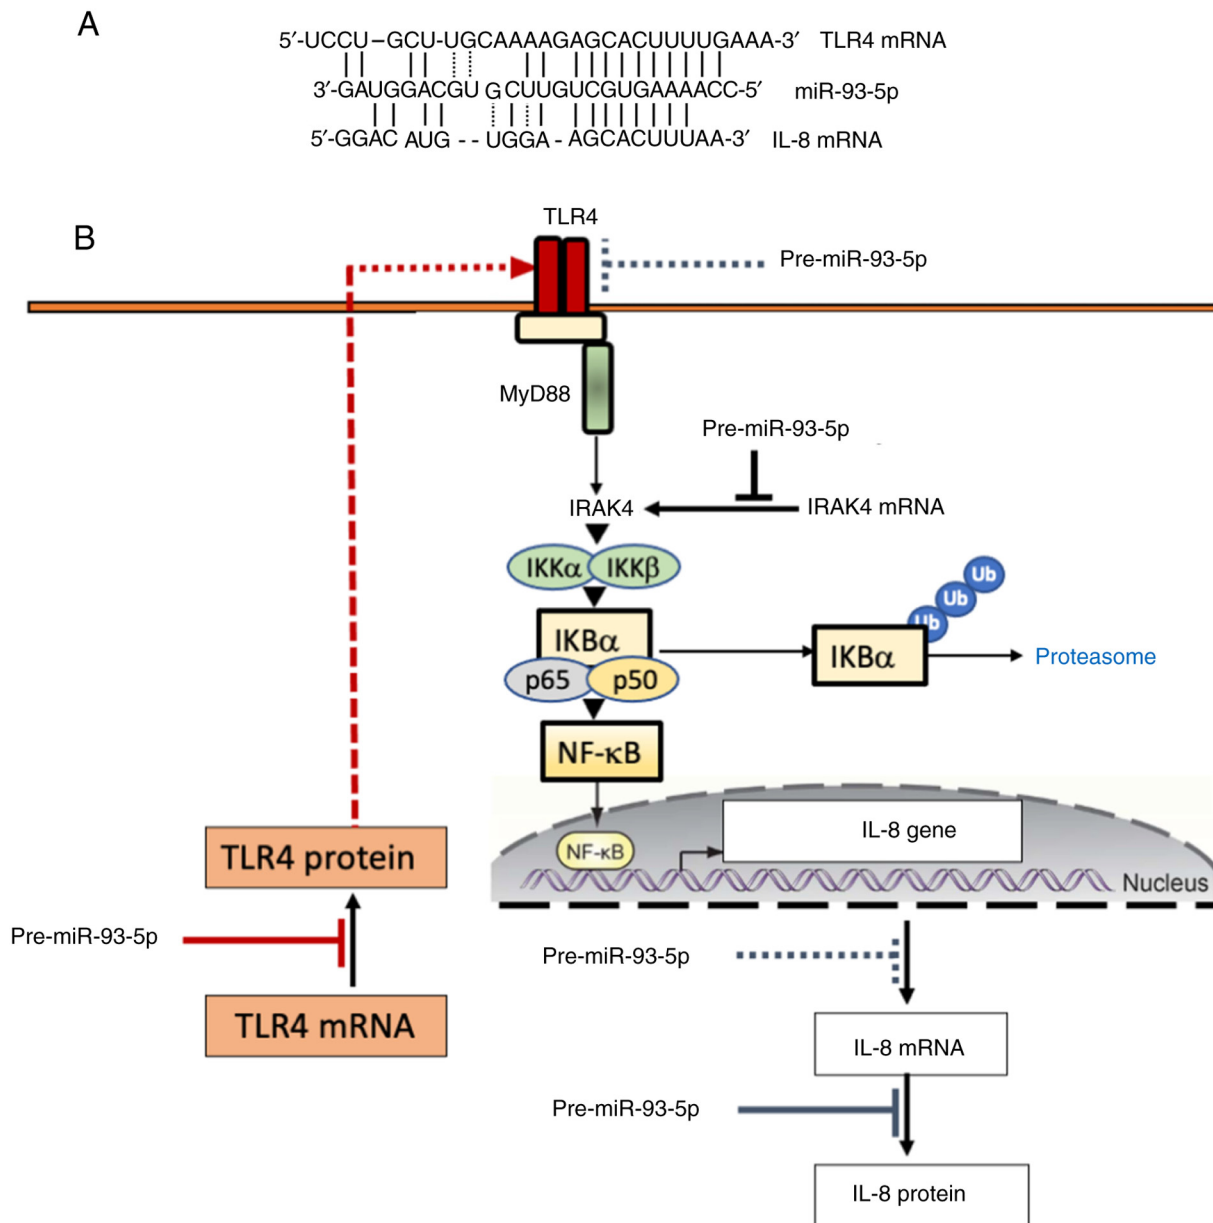 A
5′-UCCU–GCU-UGCAAAAGAGCACUUUUGAAA-3′ TLR4 mRNA
3′-GAUGGACGU GCUUGUCGUGAAAACC-5′ miR-93-5p
5′-GGAC AUG --UGGA-AGCACUUUAA-3′ IL-8 mRNA
B
TLR4
Pre-miR-93-5p
MyD88
Pre-miR-93-5p
IRAK4
IRAK4 mRNA
IKKα IKKβ
Ub
Ub
Ub
IKBα
IKBα
Proteasome
p65 p50
NF-κB
IL-8 gene
NF-κB
Nucleus
TLR4 protein
Pre-miR-93-5p
Pre-miR-93-5p
TLR4 mRNA
IL-8 mRNA
Pre-miR-93-5p
IL-8 protein